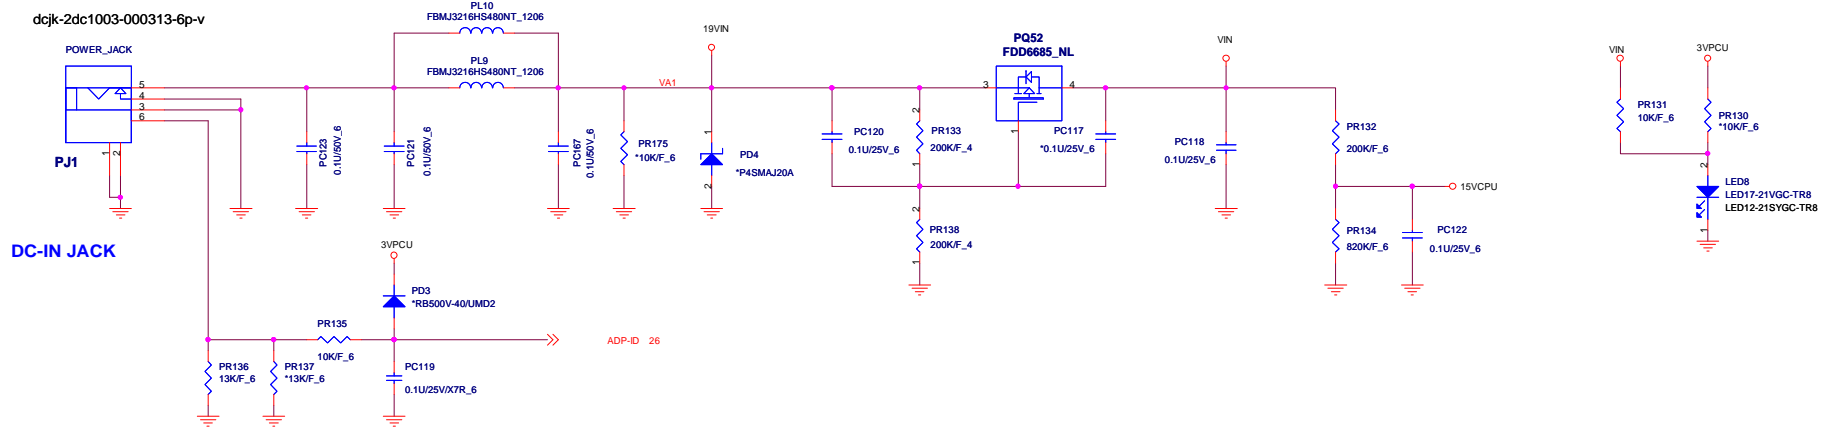 dcjk-2dc1003-000313-6p-v
POWER_JACK
5
4
3
6
1
2
PJ1
DC-IN JACK
PL10
FBMJ3216HS480NT_1206
PL9
FBMJ3216HS480NT_1206
PC123
0.1U/50V_6
PC121
0.1U/50V_6
PC167
0.1U/50V_6
PR175
*10K/F_6
VA1
19VIN
1
PD4
*P4SMAJ20A
2
PC120
0.1U/25V_6
2
PR133
200K/F_4
1
2
PR138
200K/F_4
1
PQ52
FDD6685_NL
3
4
1
PC117
*0.1U/25V_6
VIN
PC118
0.1U/25V_6
PR132
200K/F_6
15VCPU
PR134
820K/F_6
PC122
0.1U/25V_6
VIN
3VPCU
PR131
10K/F_6
PR130
*10K/F_6
2
LED8
LED17-21VGC-TR8
LED12-21SYGC-TR8
1
3VPCU
PD3
*RB500V-40/UMD2
PR135
10K/F_6
ADP-ID 26
PR136
13K/F_6
PR137
*13K/F_6
PC119
0.1U/25V/X7R_6